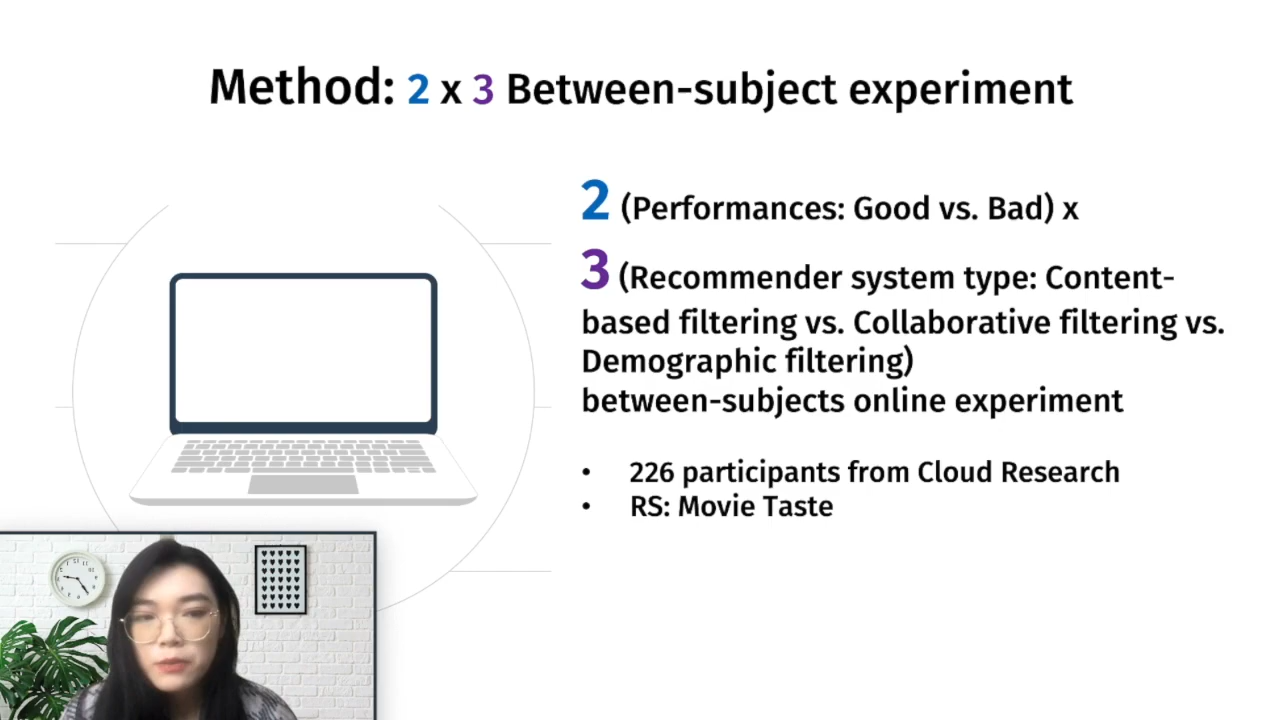 Method: 2 x 3 Between-subject experiment
2 (Performances: Good vs. Bad) x
3 (Recommender system type: Content-
based filtering vs. Collaborative filtering vs.
Demographic filtering)
between-subjects online experiment
• 226 participants from Cloud Research
• RS: Movie Taste